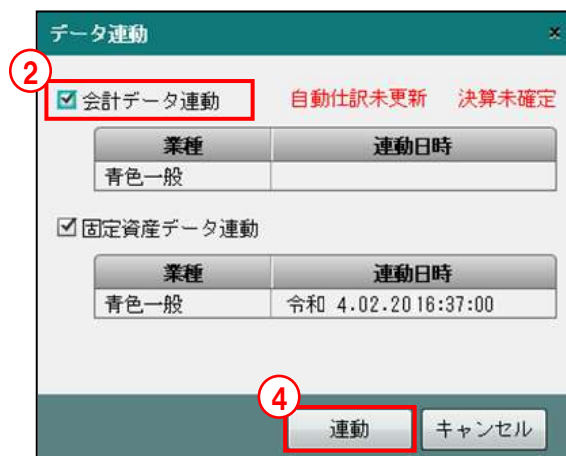 データ連動 ×
②
会計データ連動 自動仕訳未更新 決算未確定
業種 連動日時
青色一般
固定資産データ連動
業種 連動日時
青色一般 令和 4.02.20 16:37:00
④
連動 キャンセル